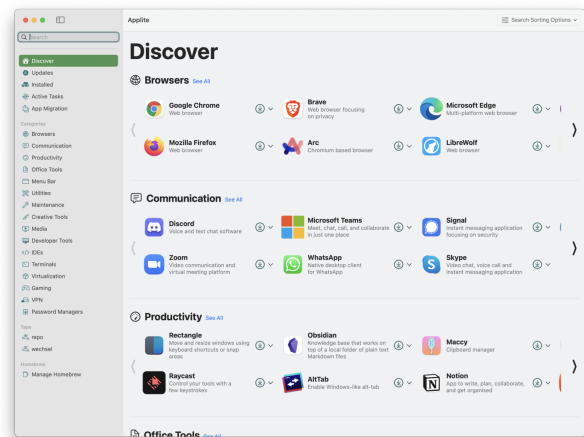 Applite
Search Sorting Options
Search
Discover
Updates
Installed
Active Tasks
App Migration
Categories
Browsers
Communication
Productivity
Office Tools
Menu Bar
Utilities
Maintenance
Creative Tools
Media
Developer Tools
IDEs
Terminals
Virtualization
Gaming
VPN
Password Managers
Taps
repo
wechsel
Homebrew
Manage Homebrew
Discover
Browsers See All
Google Chrome
Web browser
Brave
Web browser focusing
on privacy
Microsoft Edge
Multi-platform web browser
Mozilla Firefox
Web browser
Arc
Chromium based browser
LibreWolf
Web browser
Communication See All
Discord
Voice and text chat software
Microsoft Teams
Meet, chat, call, and collaborate
in just one place
Signal
Instant messaging application
focusing on security
Zoom
Video communication and
virtual meeting platform
WhatsApp
Native desktop client
for WhatsApp
Skype
Video chat, voice call and
instant messaging application
Productivity See All
Rectangle
Move and resize windows using
keyboard shortcuts or snap
areas
Obsidian
Knowledge base that works on
top of a local folder of plain text
Markdown files
Maccy
Clipboard manager
Raycast
Control your tools with a
few keystrokes
AltTab
Enable Windows-like alt-tab
Notion
App to write, plan, collaborate,
and get organised
Office Tools See All